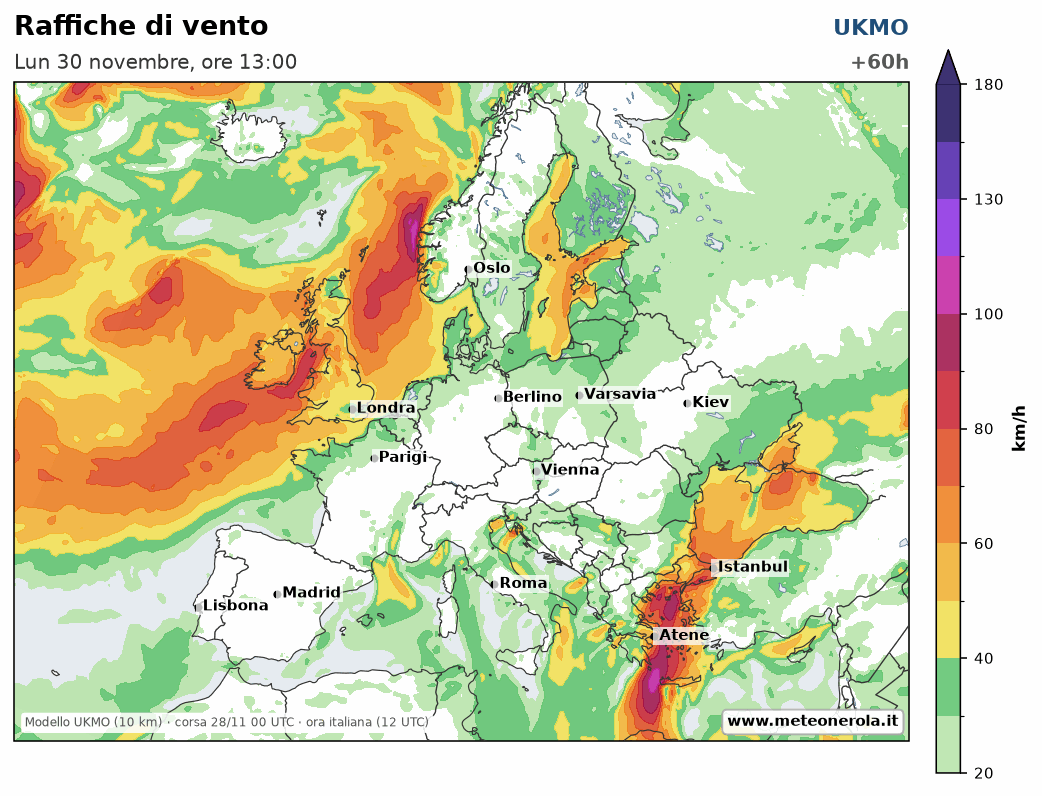 Raffiche di vento
UKMO
Lun 30 novembre, ore 13:00
+60h
180
130
100
80
60
40
20
km/h
Oslo
Berlino
Varsavia
Kiev
Londra
Parigi
Vienna
Istanbul
Roma
Madrid
Lisbona
Atene
Modello UKMO (10 km) · corsa 28/11 00 UTC · ora italiana (12 UTC)
www.meteonerola.it